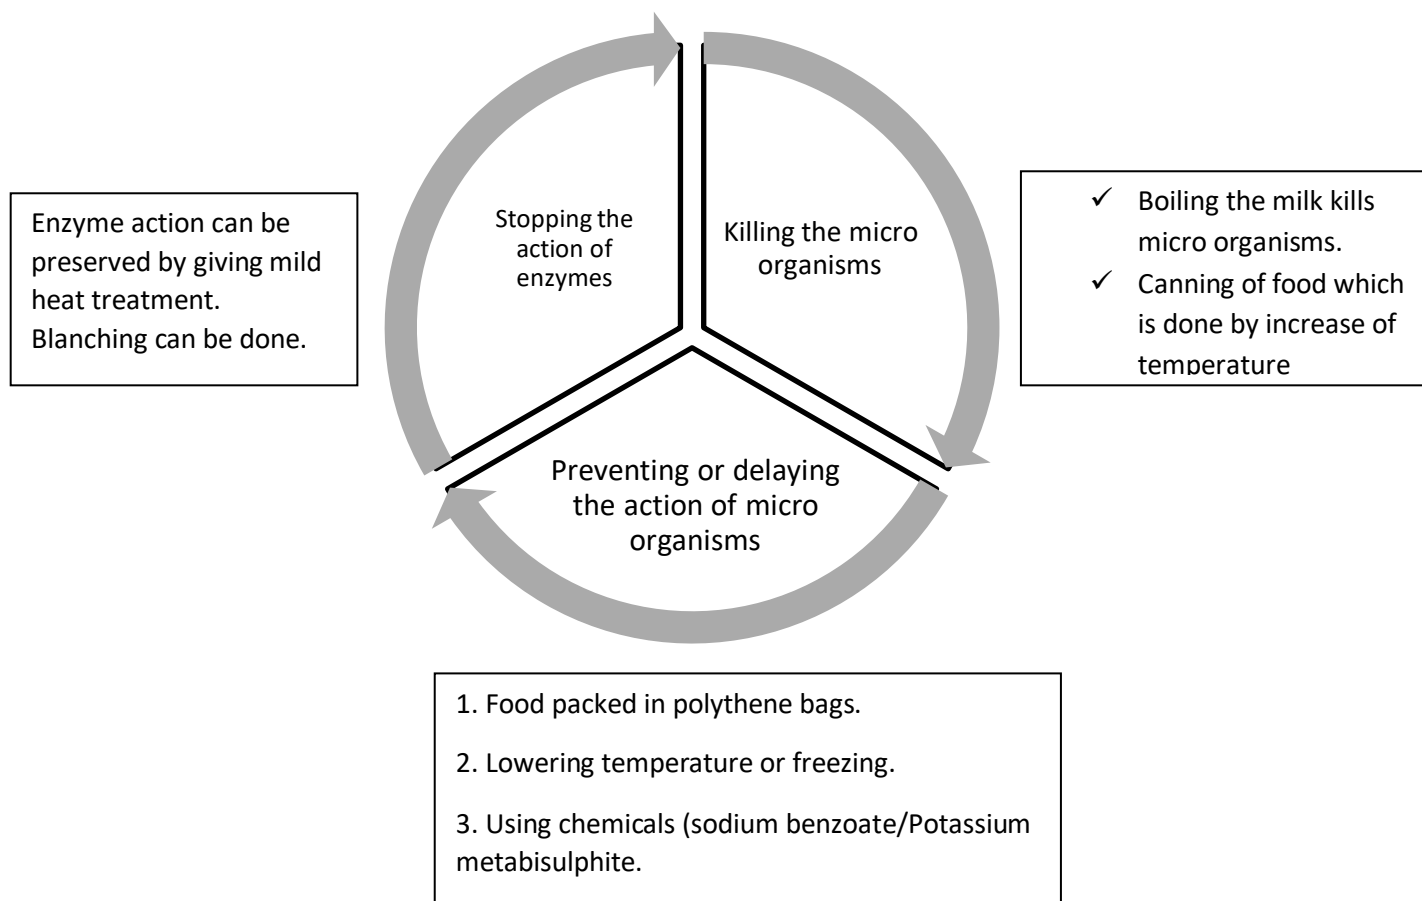 Stopping the
action of
enzymes
Killing the micro
organisms
Preventing or delaying
the action of micro
organisms
Enzyme action can be
preserved by giving mild
heat treatment.
Blanching can be done.
✓ Boiling the milk kills
micro organisms.
✓ Canning of food which
is done by increase of
temperature
1. Food packed in polythene bags.
2. Lowering temperature or freezing.
3. Using chemicals (sodium benzoate/Potassium
metabisulphite.